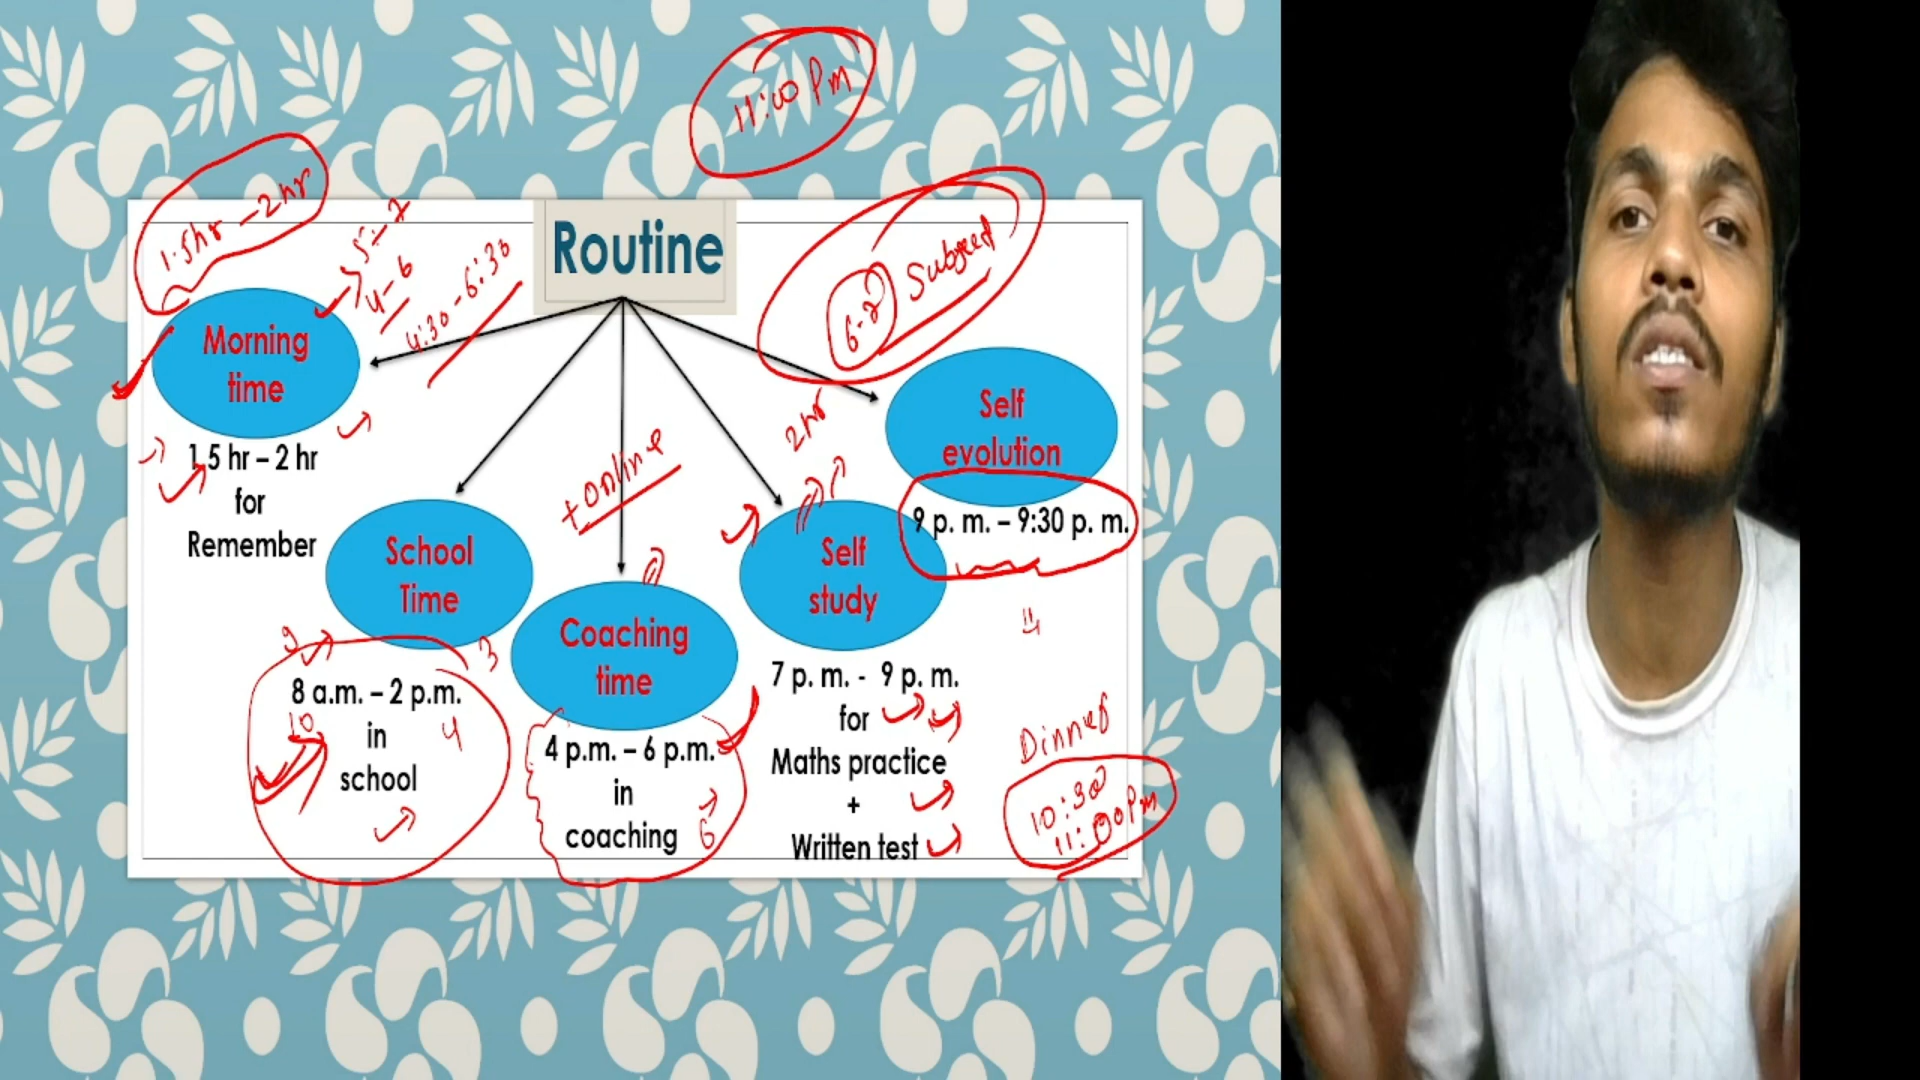 11:00 Pm
Routine
1.5hr – 2hr
5 – 7
4 – 6
4:30 - 6:30
6-2 Subject
Morning
time
1.5 hr – 2 hr
for
Remember
School
Time
9
3
8 a.m. – 2 p.m.
10
4
in
school
+ online
Coaching
time
4 p.m. – 6 p.m.
in
coaching
6
2hr
Self
study
7 p. m. - 9 p. m.
for
Maths practice
+
Written test
Self
evolution
9 p. m. – 9:30 p. m.
Dinner
10:30
11:00Pm